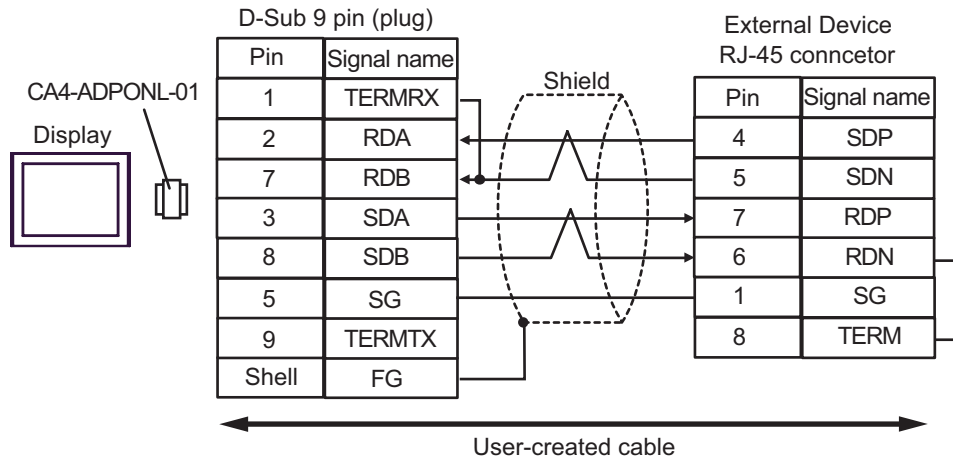 D-Sub 9 pin (plug)
Pin Signal name
1 TERMRX
2 RDA
7 RDB
3 SDA
8 SDB
5 SG
9 TERMTX
Shell FG
CA4-ADPONL-01
Display
Shield
External Device
RJ-45 conncetor
Pin Signal name
4 SDP
5 SDN
7 RDP
6 RDN
1 SG
8 TERM
User-created cable